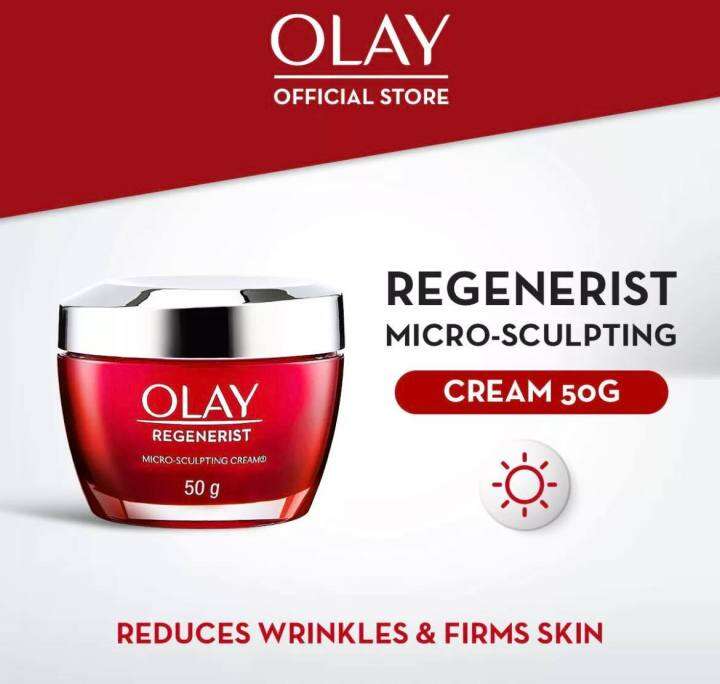 OLAY
OFFICIAL STORE
REGENERIST
MICRO-SCULPTING
CREAM 50G
OLAY
REGENERIST
MICRO-SCULPTING CREAM
50 g
REDUCES WRINKLES & FIRMS SKIN